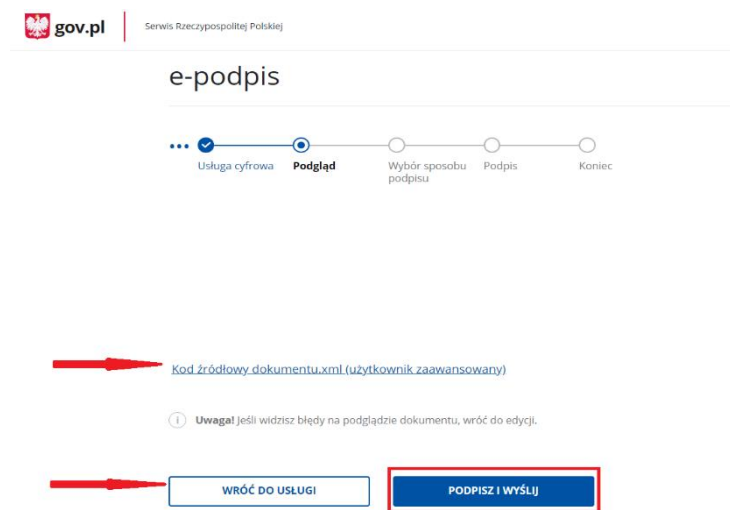 gov.pl
Serwis Rzeczypospolitej Polskiej
e-podpis
Usługa cyfrowa
Podgląd
Wybór sposobu
podpisu
Podpis
Koniec
Kod źródłowy dokumentu.xml (użytkownik zaawansowany)
Uwaga! Jeśli widzisz błędy na podglądzie dokumentu, wróć do edycji.
WRÓĆ DO USŁUGI
PODPISZ I WYŚLIJ